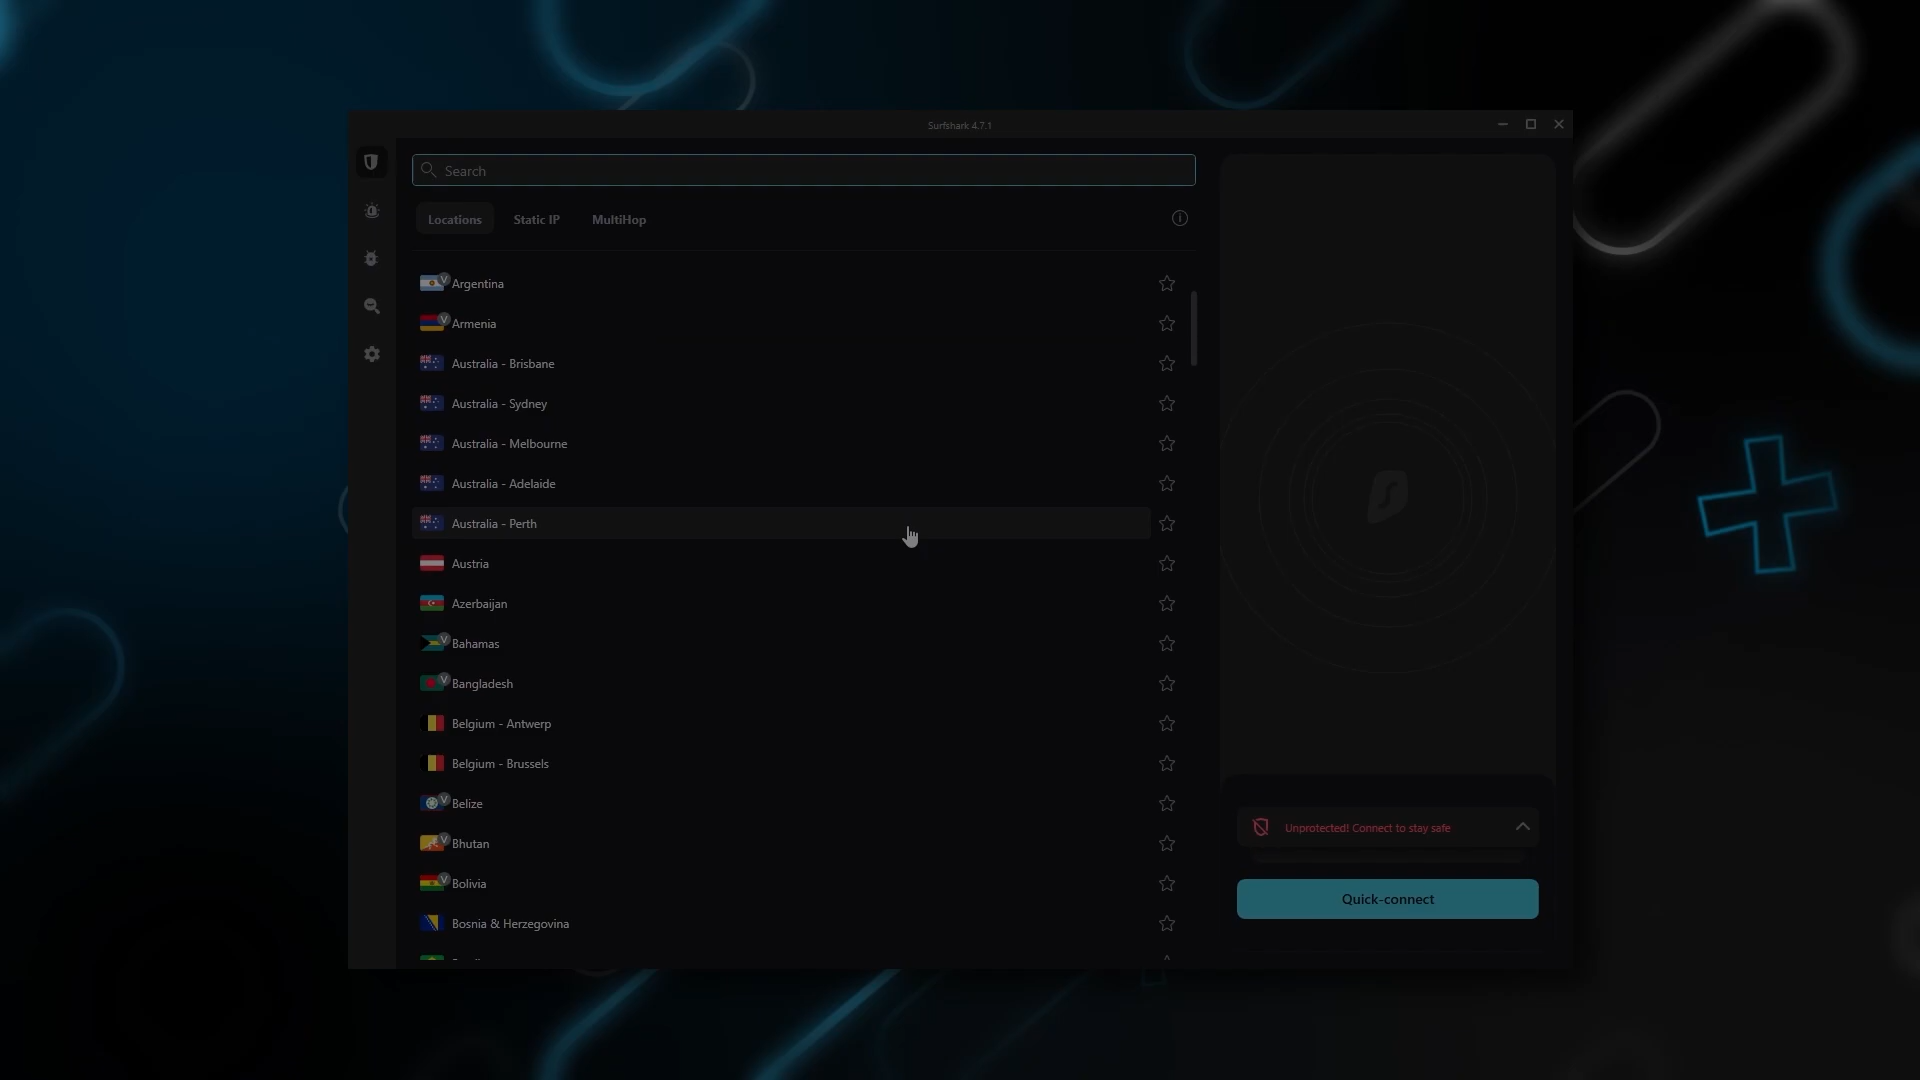 Surfshark 4.7.1
Search
Locations
Static IP
MultiHop
V Argentina
V Armenia
Australia - Brisbane
Australia - Sydney
Australia - Melbourne
Australia - Adelaide
Australia - Perth
Austria
Azerbaijan
V Bahamas
V Bangladesh
Belgium - Antwerp
Belgium - Brussels
V Belize
V Bhutan
V Bolivia
Bosnia & Herzegovina
Unprotected! Connect to stay safe
Quick-connect